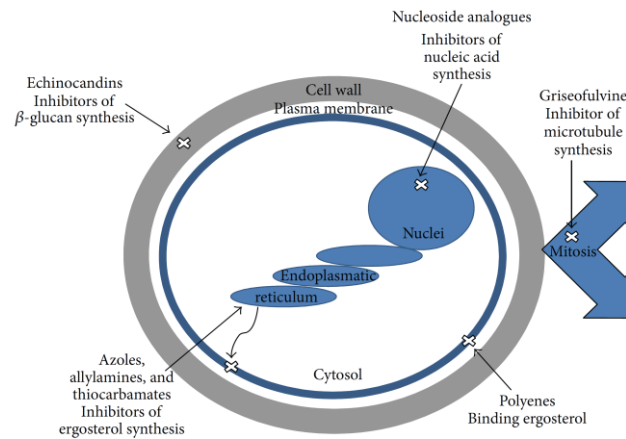 Nucleoside analogues
Inhibitors of
nucleic acid
synthesis
Echinocandins
Inhibitors of
β-glucan synthesis
Cell wall
Plasma membrane
Griseofulvine
Inhibitor of
microtubule
synthesis
Nuclei
Mitosis
Endoplasmatic
reticulum
Azoles,
allylamines, and
thiocarbamates
Inhibitors of
ergosterol synthesis
Cytosol
Polyenes
Binding ergosterol